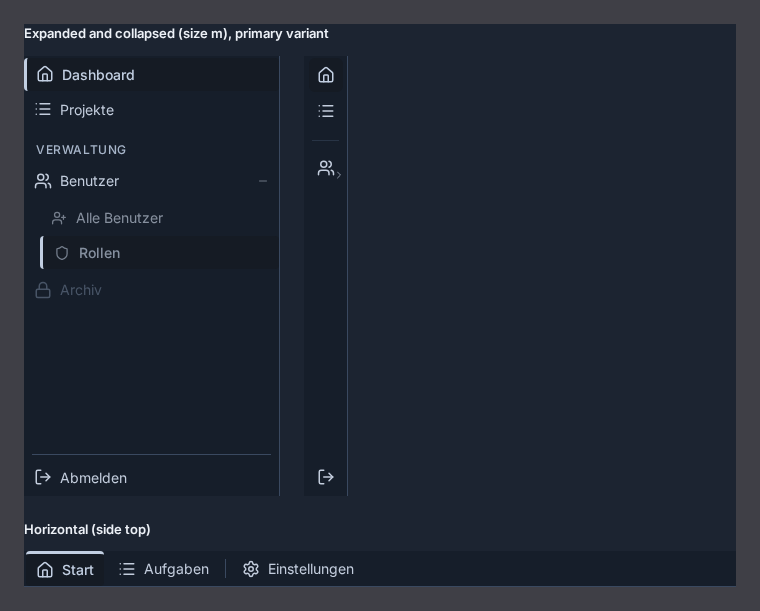 Expanded and collapsed (size m), primary variant
Dashboard
Projekte
VERWALTUNG
Benutzer
Alle Benutzer
Rollen
Archiv
Abmelden
Horizontal (side top)
Start
Aufgaben
Einstellungen